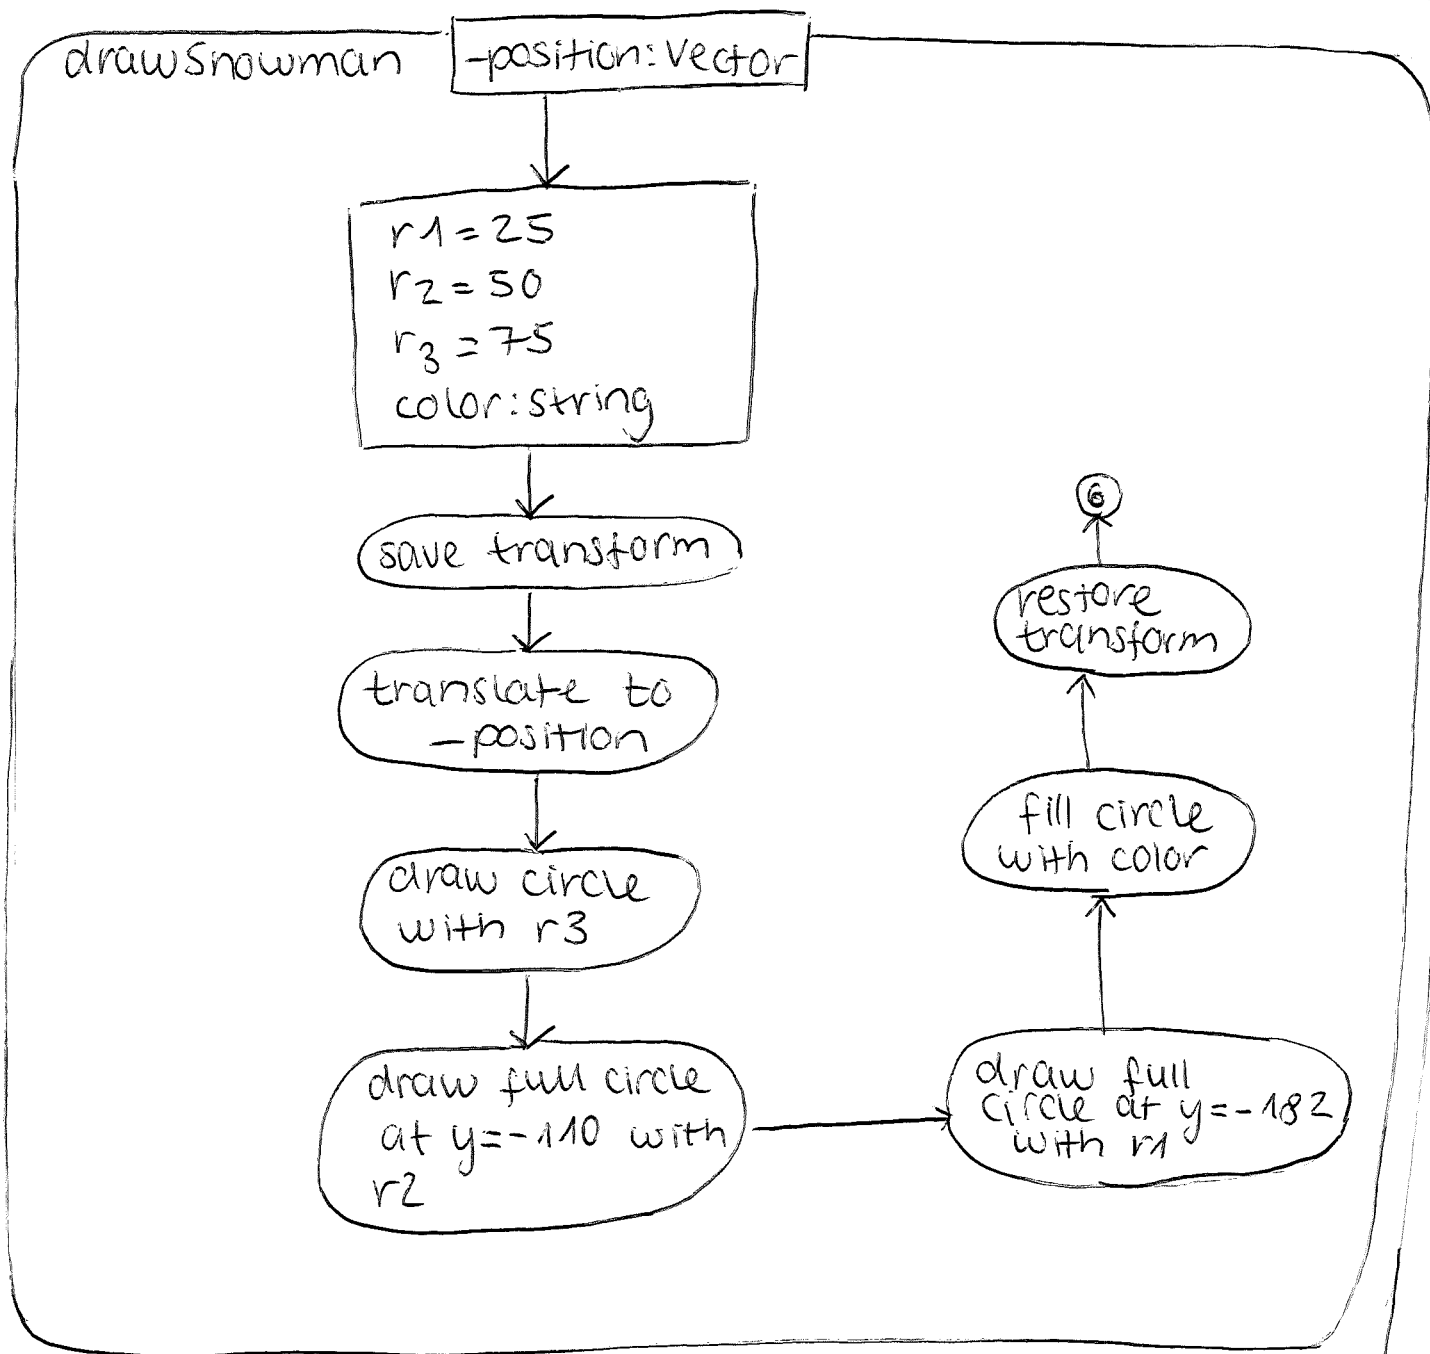 drawSnowman
-position: Vector
r1=25
r2=50
r3=75
color: string
save transform
translate to
-position
draw circle
with r3
draw full circle
at y=-110 with
r2
draw full
circle at y=-182
with r1
fill circle
with color
restore
transform